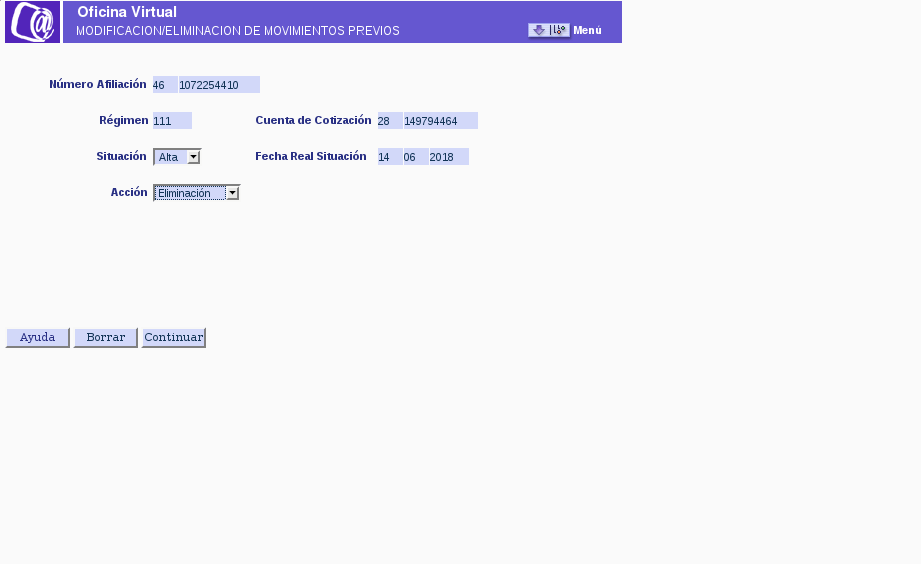 Oficina Virtual
MODIFICACION/ELIMINACION DE MOVIMIENTOS PREVIOS
Menú
Número Afiliación 46 1072254410
Régimen 111 Cuenta de Cotización 28 149794464
Situación Alta Fecha Real Situación 14 06 2018
Acción Eliminación
Ayuda Borrar Continuar